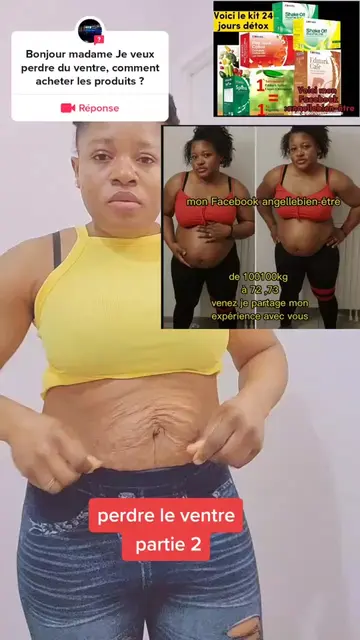 Bonjour madame Je veux
perdre du ventre, comment
acheter les produits ?
Réponse
Voici le kit 24
jours détox
Shake Off
Shake Off
Edmark
Cafe
1
=
1
Voici mon
Facebook
angellebien-être
mon Facebook angellebien-être
de 100100kg
à 72 ,73
venez je partage mon
expérience avec vous
perdre le ventre
partie 2